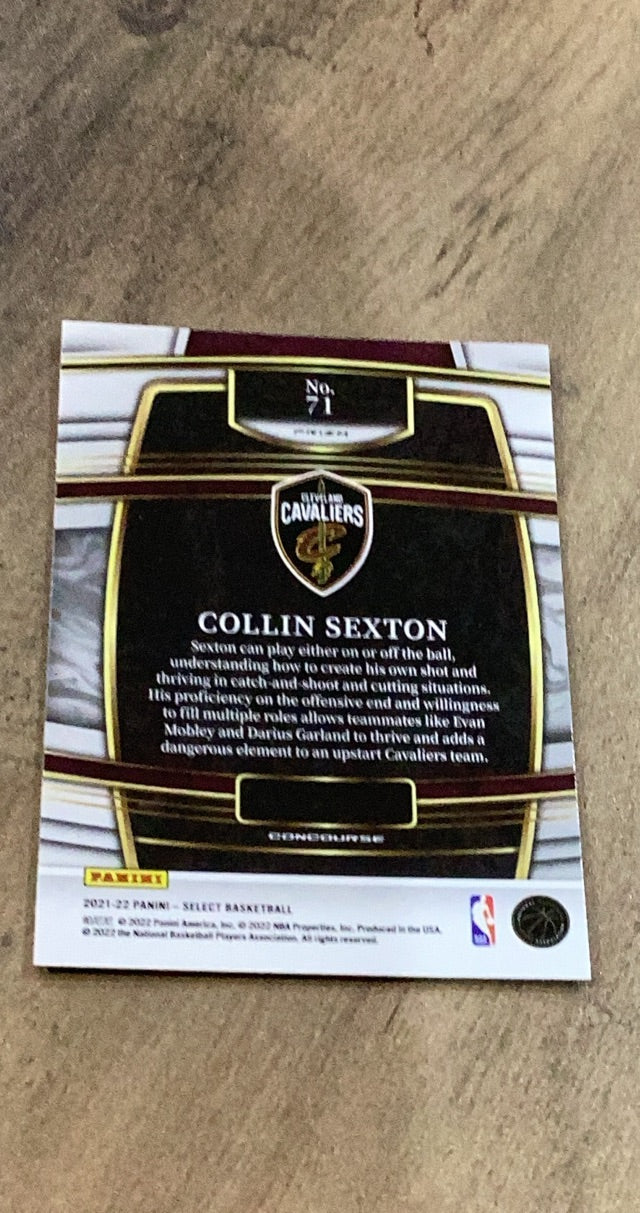 No.
71
PRIZM
CLEVELAND
CAVALIERS
COLLIN SEXTON
Sexton can play either on or off the ball,
understanding how to create his own shot and
thriving in catch-and-shoot and cutting situations.
His proficiency on the offensive end and willingness
to fill multiple roles allows teammates like Evan
Mobley and Darius Garland to thrive and adds a
dangerous element to an upstart Cavaliers team.
CONCOURSE
PANINI
2021-22 PANINI – SELECT BASKETBALL
© 2022 Panini America, Inc. © 2022 NBA Properties, Inc. Produced in the USA.
© 2022 the National Basketball Players Association. All rights reserved.